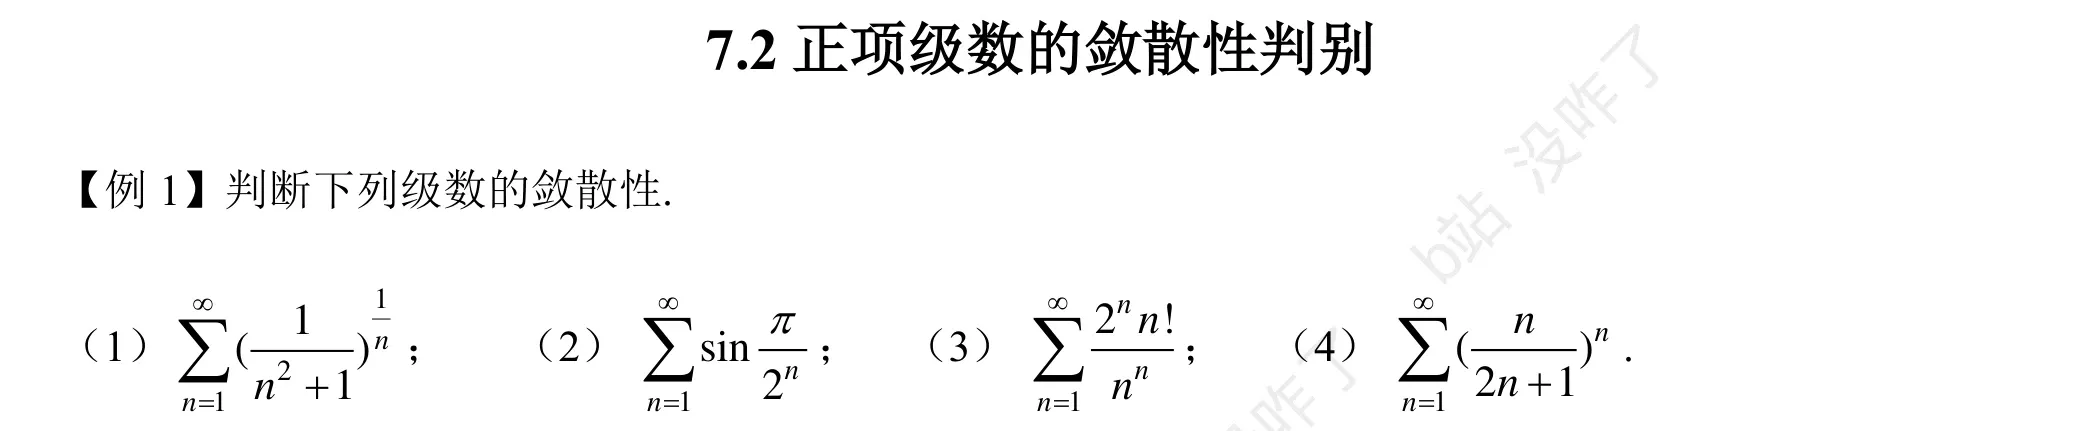 7.2 正项级数的敛散性判别
【例 1】判断下列级数的敛散性.
（1）$\sum_{n=1}^{\infty}(\frac{1}{n^2+1})^{\frac{1}{n}}$； （2）$\sum_{n=1}^{\infty}\sin\frac{\pi}{2^n}$； （3）$\sum_{n=1}^{\infty}\frac{2^n n!}{n^n}$； （4）$\sum_{n=1}^{\infty}(\frac{n}{2n+1})^n$.
b站 没咋了
咋了